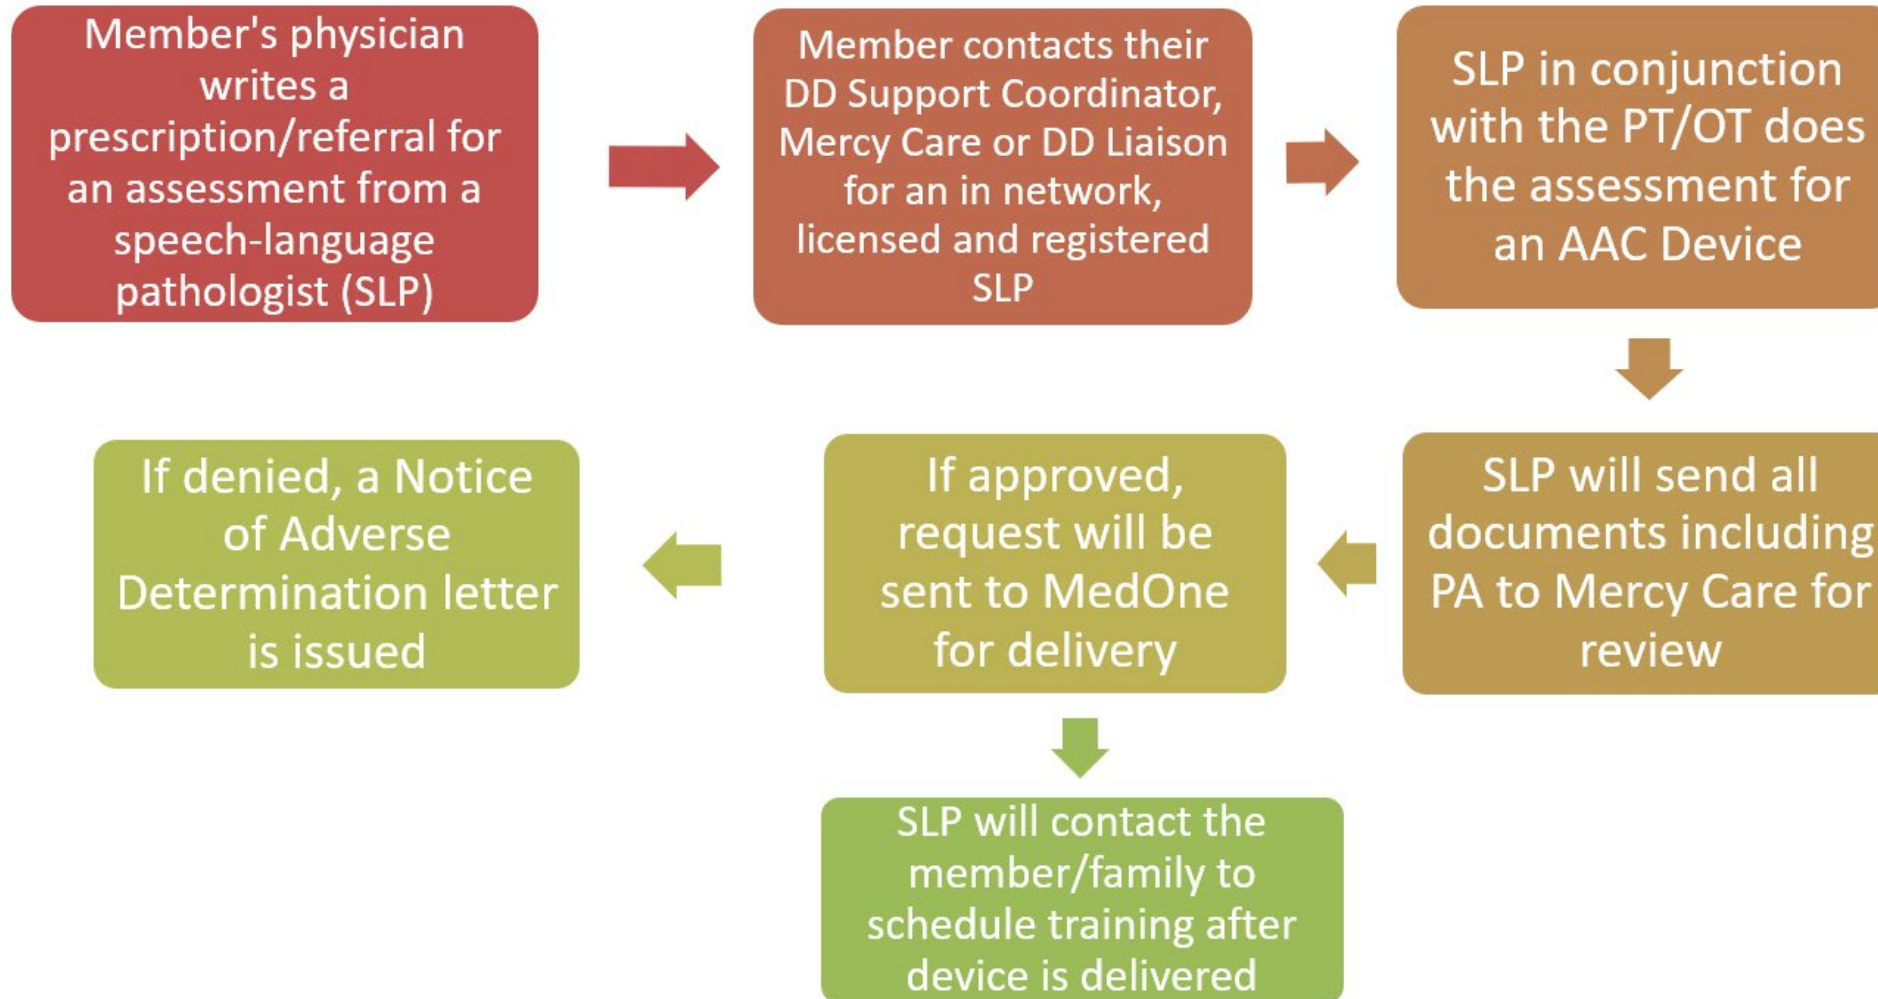 Member's physician
writes a
prescription/referral for
an assessment from a
speech-language
pathologist (SLP)
Member contacts their
DD Support Coordinator,
Mercy Care or DD Liaison
for an in network,
licensed and registered
SLP
SLP in conjunction
with the PT/OT does
the assessment for
an AAC Device
SLP will send all
documents including
PA to Mercy Care for
review
If approved,
request will be
sent to MedOne
for delivery
If denied, a Notice
of Adverse
Determination letter
is issued
SLP will contact the
member/family to
schedule training after
device is delivered